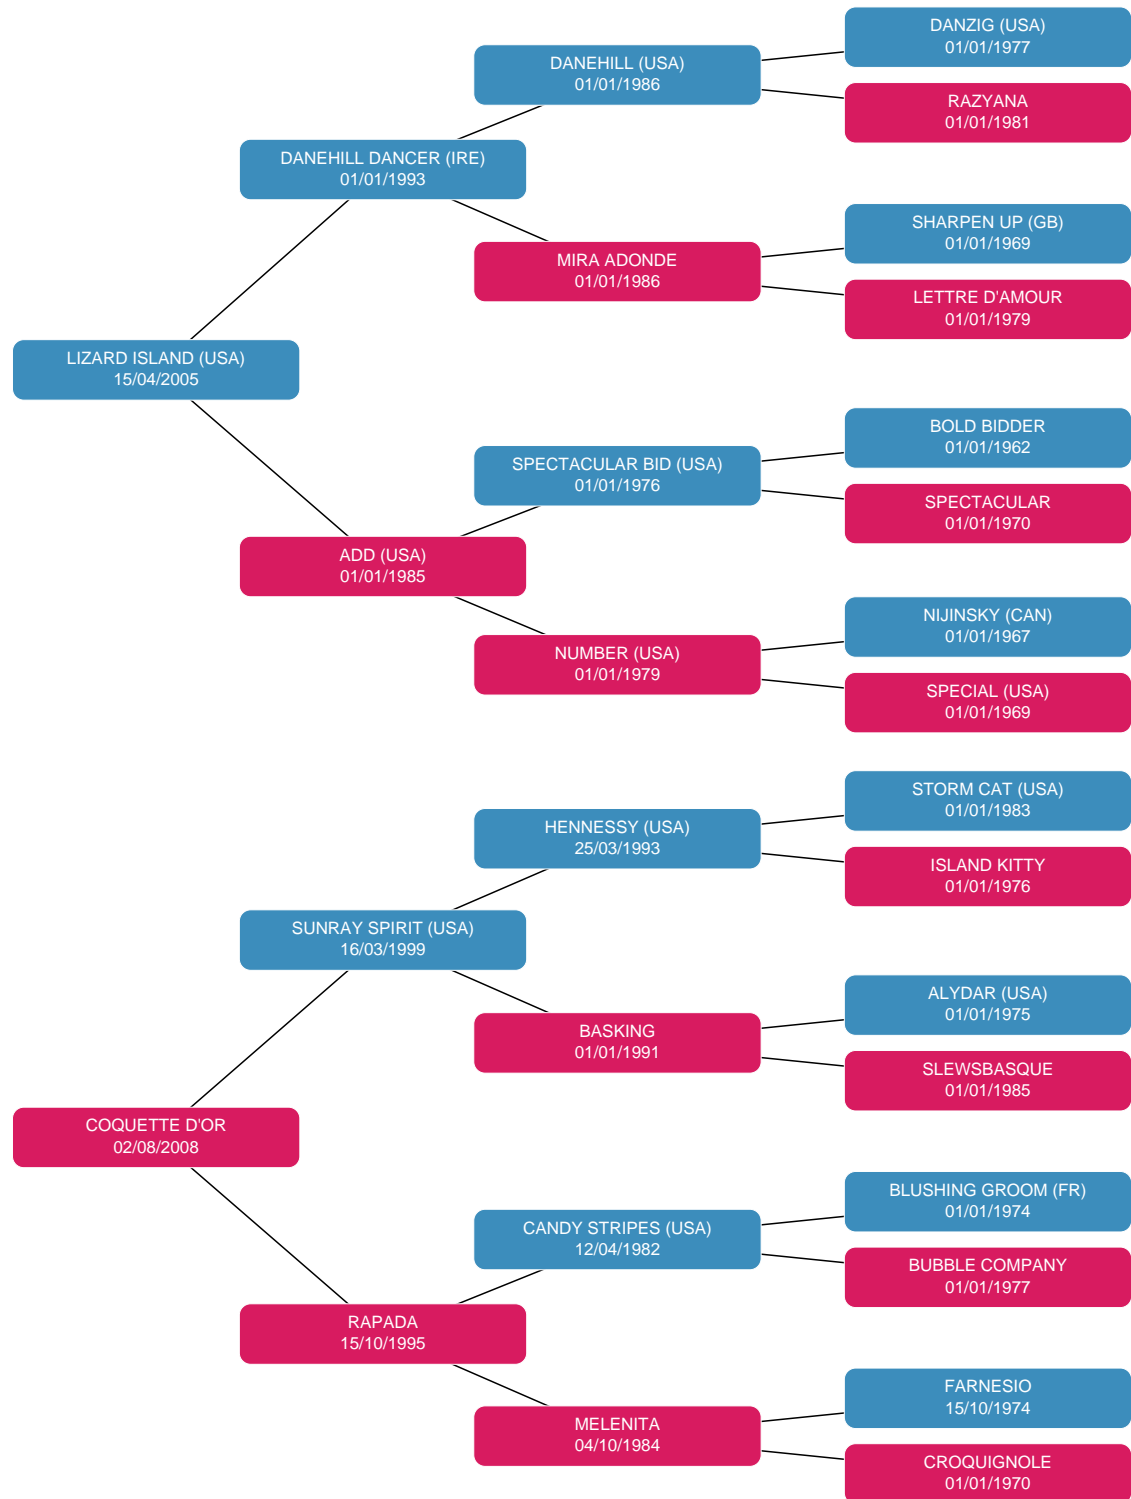 DANZIG (USA)
01/01/1977
DANEHILL (USA)
01/01/1986
RAZYANA
01/01/1981
DANEHILL DANCER (IRE)
01/01/1993
SHARPEN UP (GB)
01/01/1969
MIRA ADONDE
01/01/1986
LETTRE D'AMOUR
01/01/1979
LIZARD ISLAND (USA)
15/04/2005
BOLD BIDDER
01/01/1962
SPECTACULAR BID (USA)
01/01/1976
SPECTACULAR
01/01/1970
ADD (USA)
01/01/1985
NIJINSKY (CAN)
01/01/1967
NUMBER (USA)
01/01/1979
SPECIAL (USA)
01/01/1969
STORM CAT (USA)
01/01/1983
HENNESSY (USA)
25/03/1993
ISLAND KITTY
01/01/1976
SUNRAY SPIRIT (USA)
16/03/1999
ALYDAR (USA)
01/01/1975
BASKING
01/01/1991
SLEWSBASQUE
01/01/1985
COQUETTE D'OR
02/08/2008
BLUSHING GROOM (FR)
01/01/1974
CANDY STRIPES (USA)
12/04/1982
BUBBLE COMPANY
01/01/1977
RAPADA
15/10/1995
FARNESIO
15/10/1974
MELENITA
04/10/1984
CROQUIGNOLE
01/01/1970